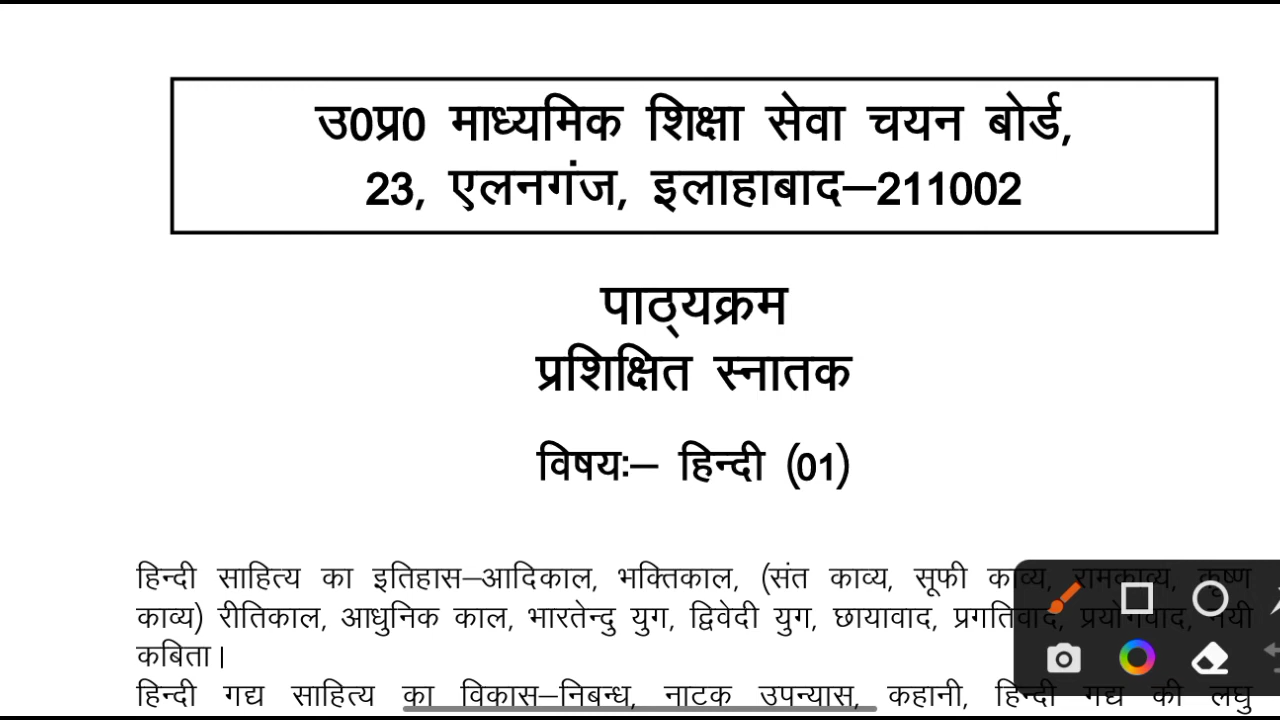 उ0प्र0 माध्यमिक शिक्षा सेवा चयन बोर्ड,
23, एलनगंज, इलाहाबाद–211002
पाठ्यक्रम
प्रशिक्षित स्नातक
विषयः– हिन्दी (01)
हिन्दी साहित्य का इतिहास–आदिकाल, भक्तिकाल, (संत काव्य, सूफी काव्य, रामकाव्य, कृष्ण
काव्य) रीतिकाल, आधुनिक काल, भारतेन्दु युग, द्विवेदी युग, छायावाद, प्रगतिवाद, प्रयोगवाद, नयी
कबिता।
हिन्दी गद्य साहित्य का विकास–निबन्ध, नाटक उपन्यास, कहानी, हिन्दी गद्य की लघु